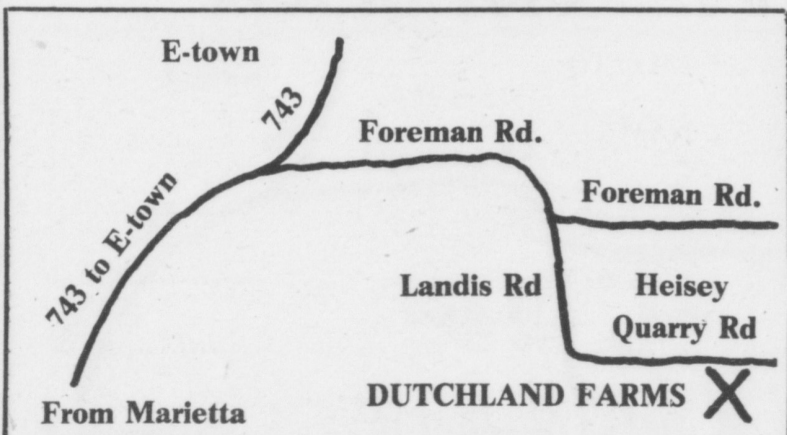 E-town
743
Foreman Rd.
743 to E-town
Foreman Rd.
Landis Rd
Heisey
Quarry Rd
DUTCHLAND FARMS X
From Marietta